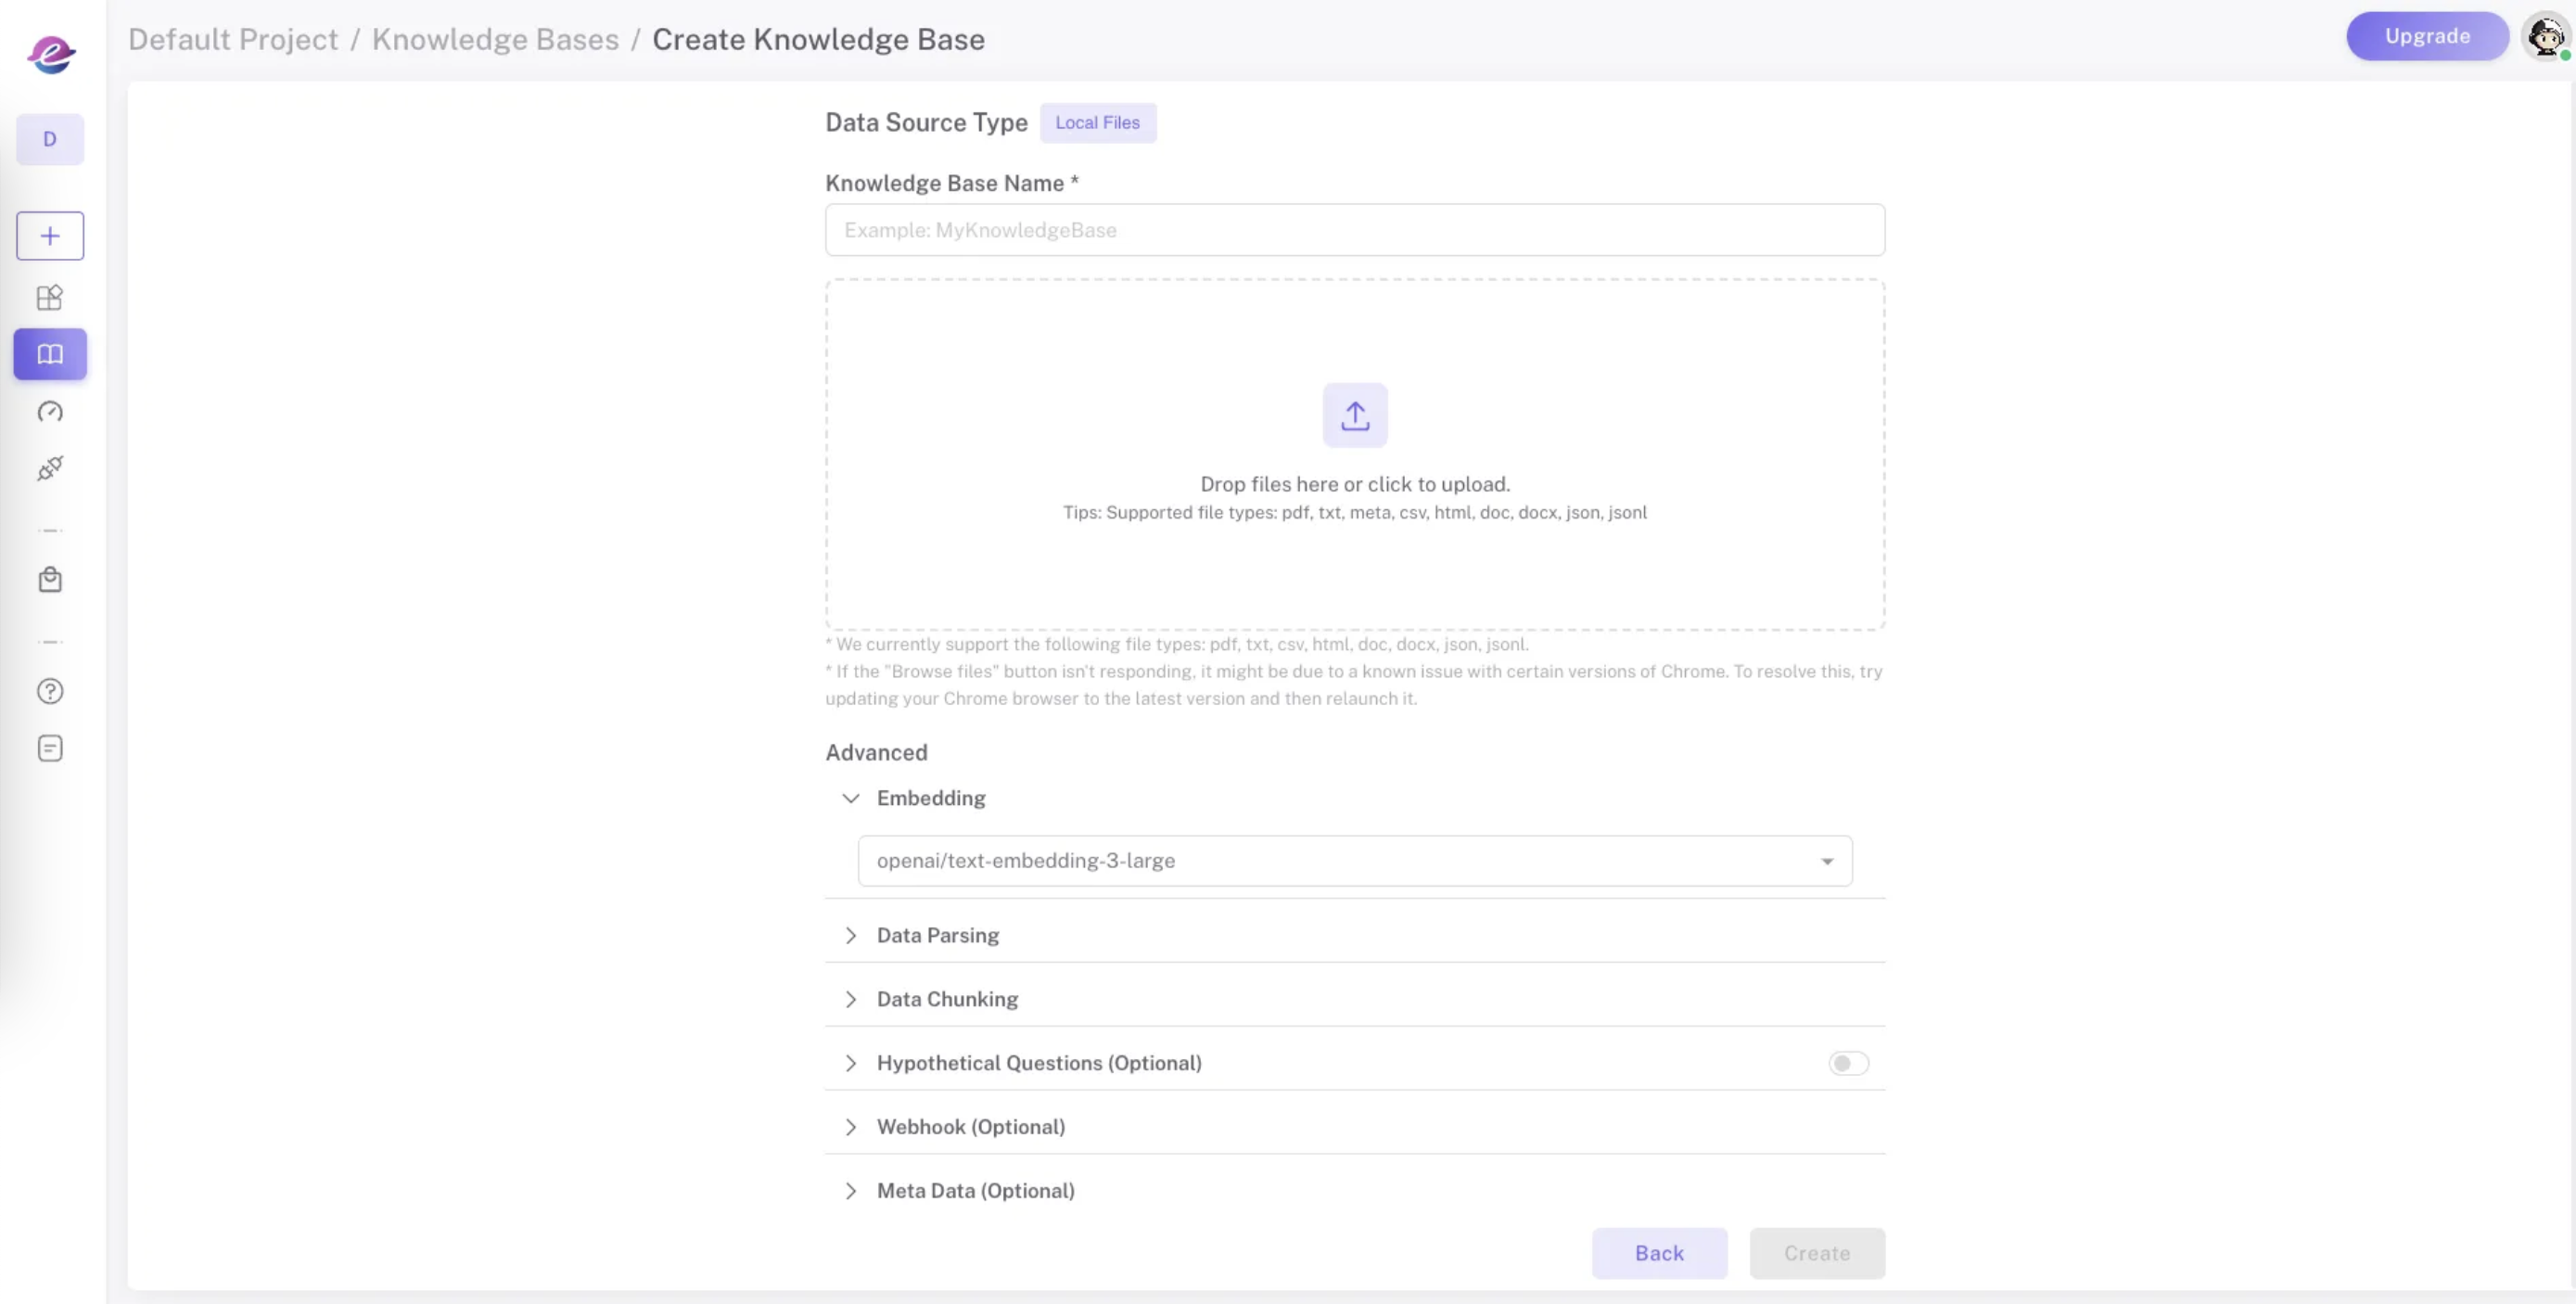 Default Project / Knowledge Bases / Create Knowledge Base
Upgrade
D
Data Source Type
Local Files
Knowledge Base Name *
Example: MyKnowledgeBase
Drop files here or click to upload.
Tips: Supported file types: pdf, txt, meta, csv, html, doc, docx, json, jsonl
* We currently support the following file types: pdf, txt, csv, html, doc, docx, json, jsonl.
* If the "Browse files" button isn't responding, it might be due to a known issue with certain versions of Chrome. To resolve this, try
updating your Chrome browser to the latest version and then relaunch it.
Advanced
Embedding
openai/text-embedding-3-large
Data Parsing
Data Chunking
Hypothetical Questions (Optional)
Webhook (Optional)
Meta Data (Optional)
Back
Create